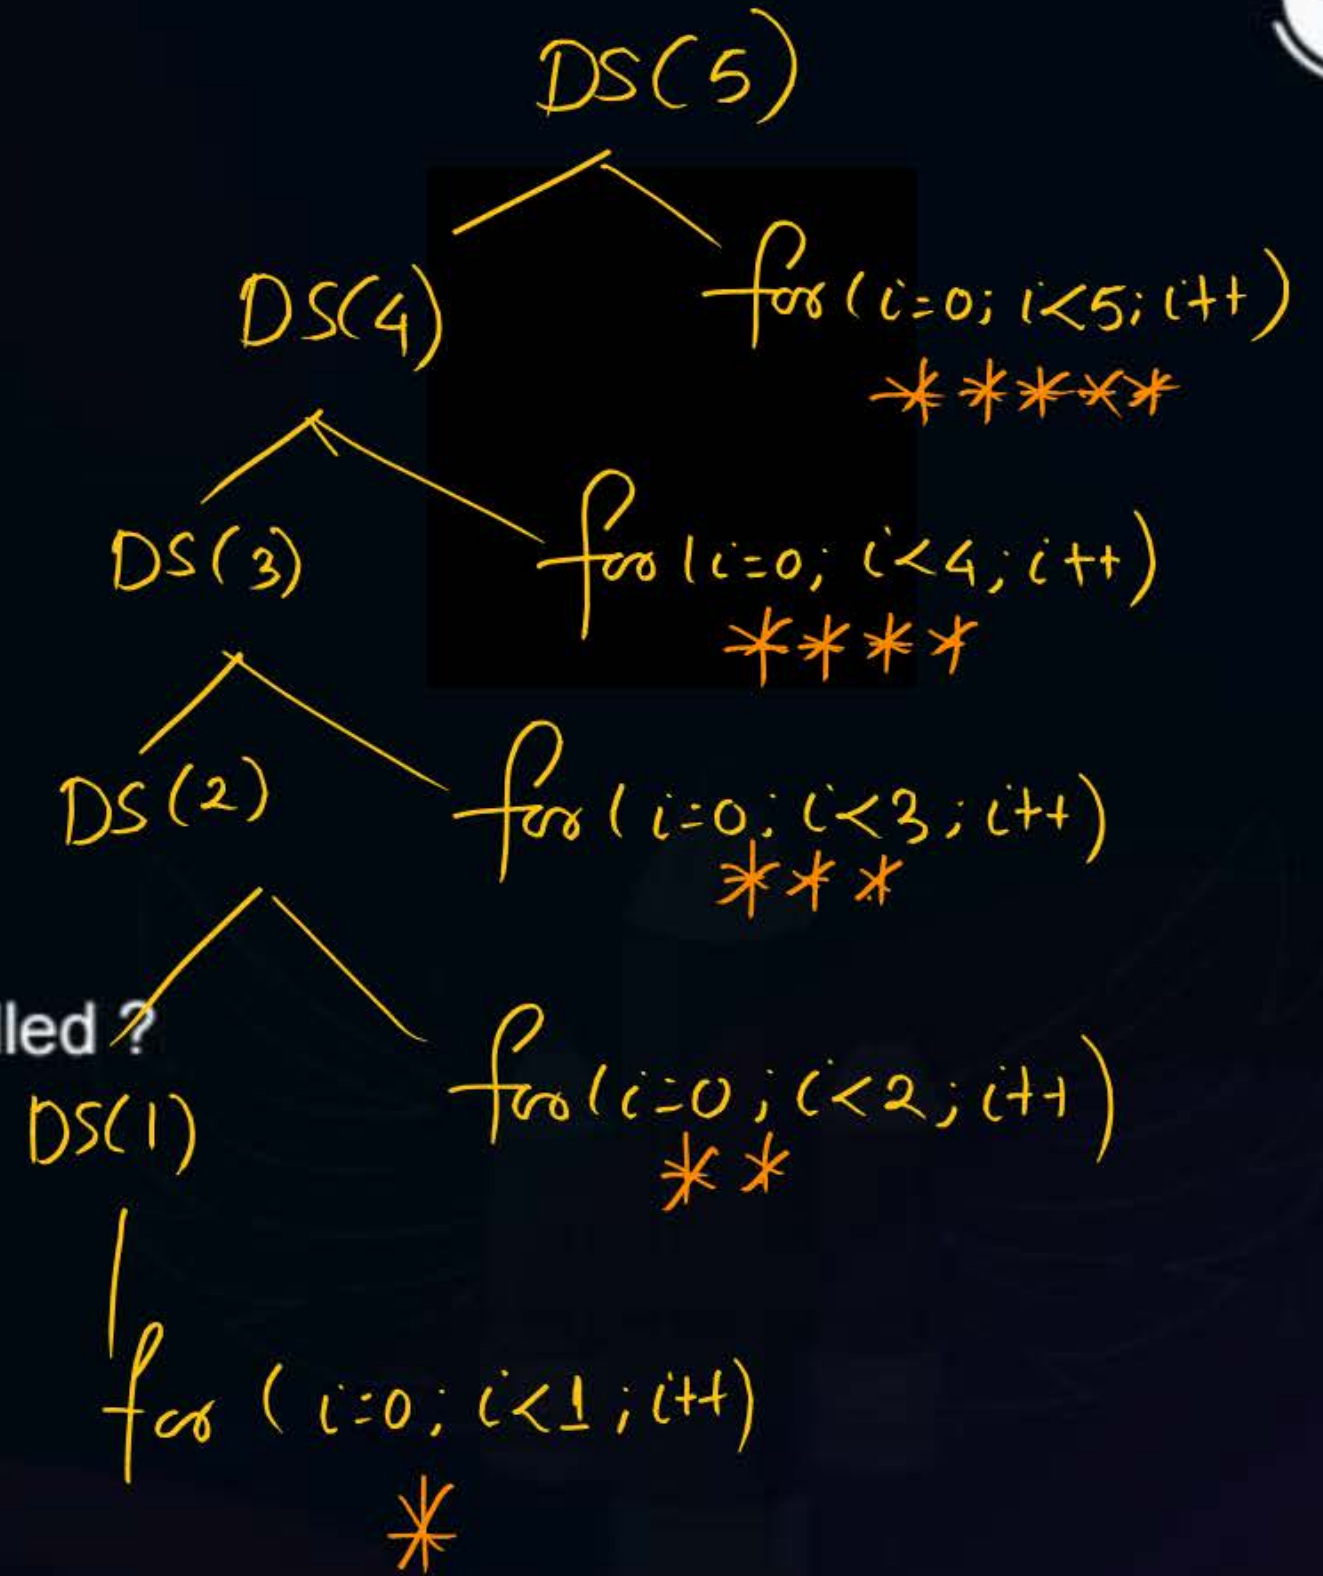 DS(5)
DS(4)
for(i=0; i<5; i++)
*****
DS(3)
for(i=0; i<4; i++)
****
DS(2)
for(i=0; i<3; i++)
***
lled ?
DS(1)
for(i=0; i<2; i++)
**
for (i=0; i<1; i++)
*